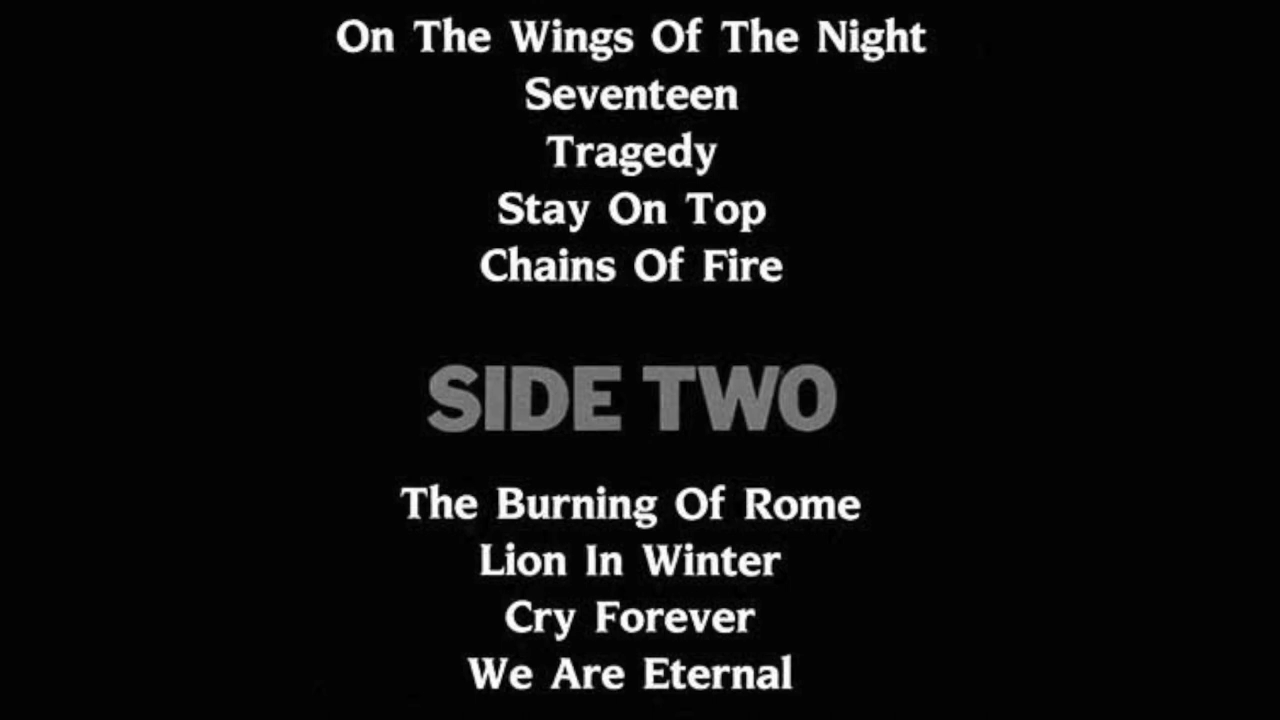 On The Wings Of The Night
Seventeen
Tragedy
Stay On Top
Chains Of Fire
SIDE TWO
The Burning Of Rome
Lion In Winter
Cry Forever
We Are Eternal